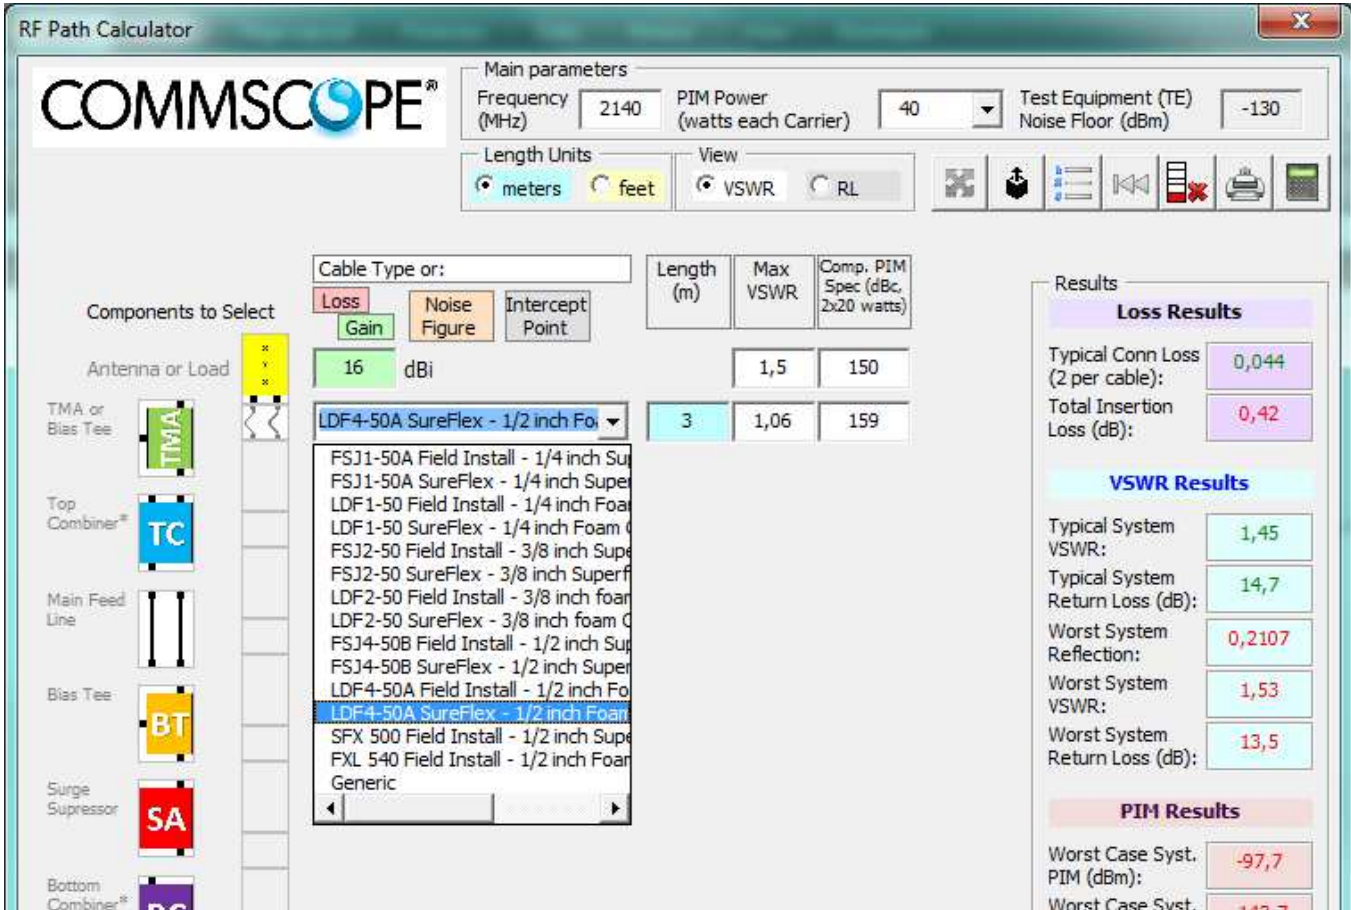 RF Path Calculator
COMMSCOPE®
Main parameters
Frequency (MHz) 2140 PIM Power (watts each Carrier) 40 Test Equipment (TE) Noise Floor (dBm) -130
Length Units View
meters feet VSWR RL
Cable Type or:
Loss Gain Noise Figure Intercept Point
Length (m) Max VSWR Comp. PIM Spec (dBc, 2x20 watts)
Components to Select
Antenna or Load 16 dBi 1,5 150
TMA or Bias Tee TMA LDF4-50A SureFlex - 1/2 inch Fo 3 1,06 159
FSJ1-50A Field Install - 1/4 inch Su
FSJ1-50A SureFlex - 1/4 inch Super
LDF1-50 Field Install - 1/4 inch Foa
LDF1-50 SureFlex - 1/4 inch Foam
FSJ2-50 Field Install - 3/8 inch Supe
FSJ2-50 SureFlex - 3/8 inch Superf
LDF2-50 Field Install - 3/8 inch foar
LDF2-50 SureFlex - 3/8 inch foam
FSJ4-50B Field Install - 1/2 inch Su
FSJ4-50B SureFlex - 1/2 inch Super
LDF4-50A Field Install - 1/2 inch Fo
LDF4-50A SureFlex - 1/2 inch Foam
SFX 500 Field Install - 1/2 inch Supe
FXL 540 Field Install - 1/2 inch Foar
Generic
Top Combiner* TC
Main Feed Line
Bias Tee BT
Surge Supressor SA
Bottom Combiner*
Results
Loss Results
Typical Conn Loss (2 per cable): 0,044
Total Insertion Loss (dB): 0,42
VSWR Results
Typical System VSWR: 1,45
Typical System Return Loss (dB): 14,7
Worst System Reflection: 0,2107
Worst System VSWR: 1,53
Worst System Return Loss (dB): 13,5
PIM Results
Worst Case Syst. PIM (dBm): -97,7
Worst Case Syst.